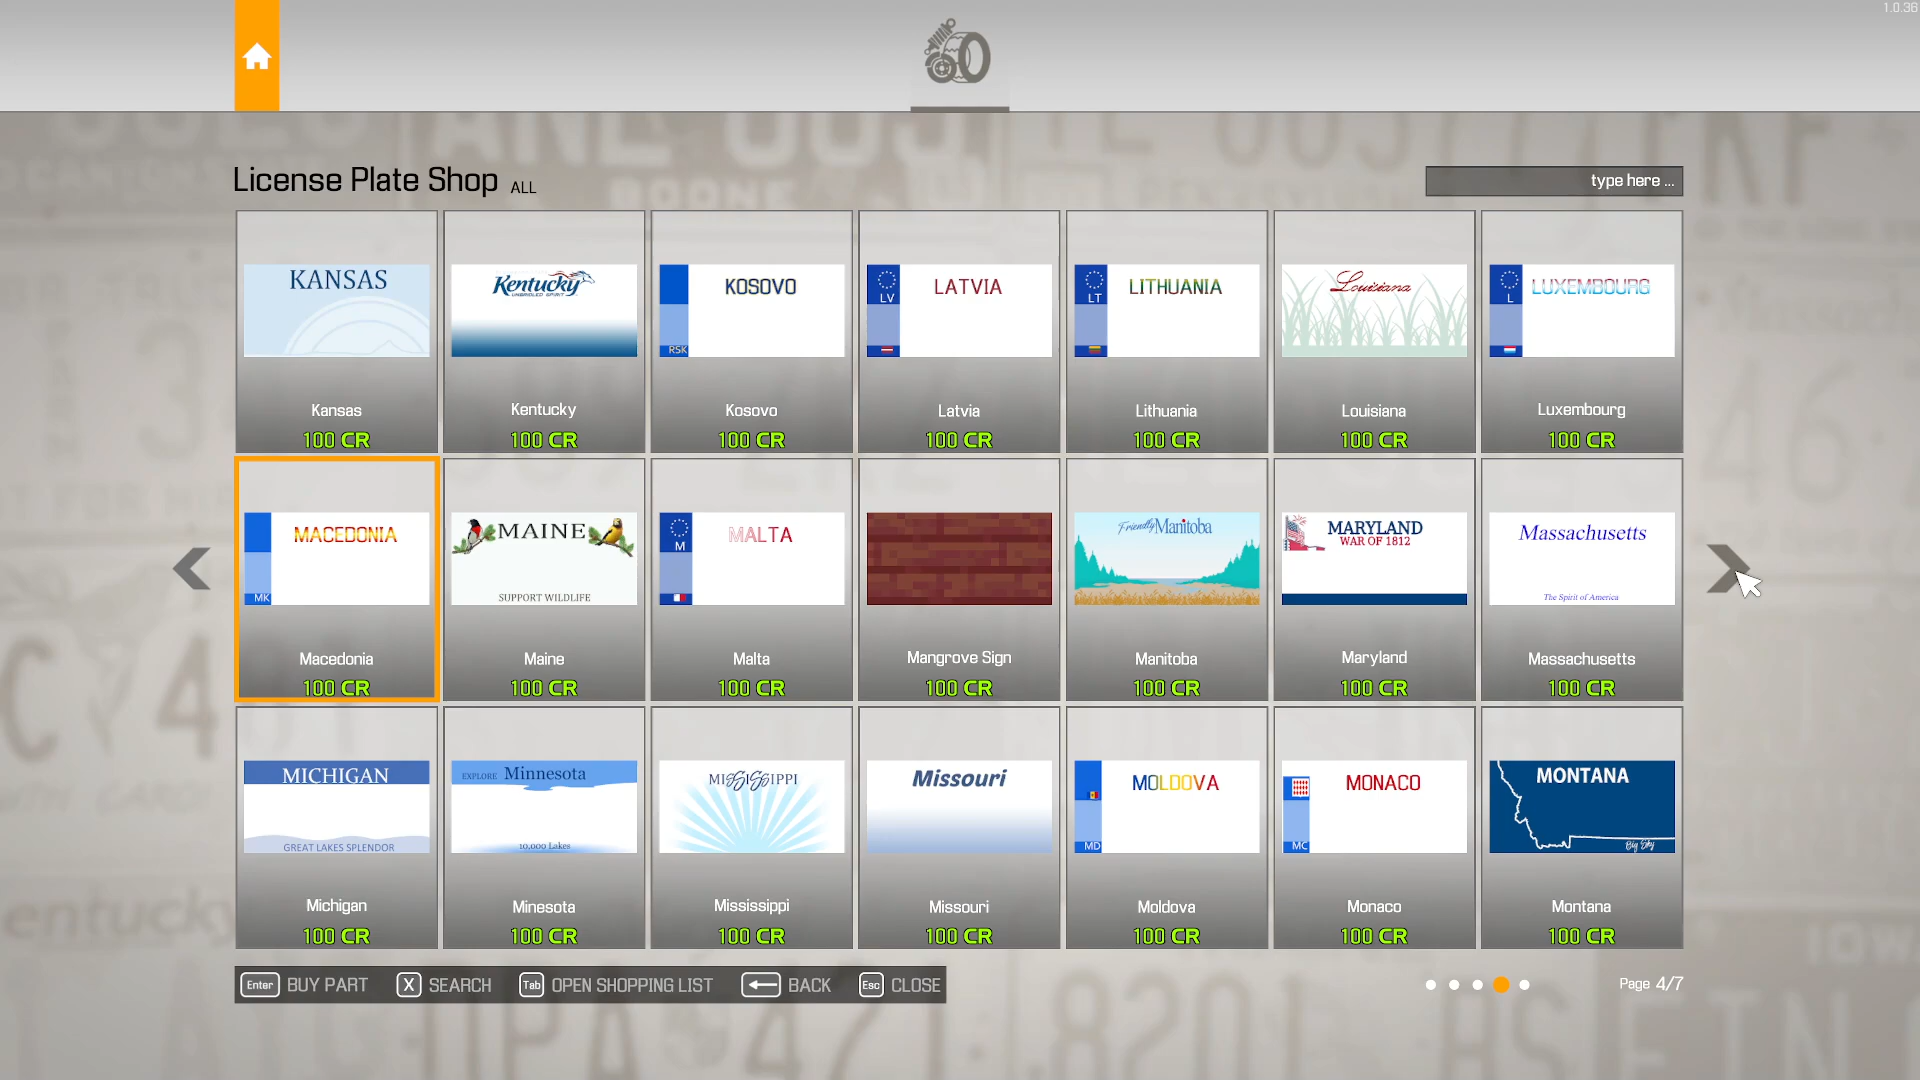 1.0.36
License Plate Shop ALL
type here ...
KANSAS
Kansas
100 CR
Kentucky
UNBRIDLED SPIRIT
Kentucky
100 CR
KOSOVO
RSK
Kosovo
100 CR
LATVIA
LV
Latvia
100 CR
LITHUANIA
LT
Lithuania
100 CR
Louisiana
Louisiana
100 CR
LUXEMBOURG
L
Luxembourg
100 CR
MACEDONIA
MK
Macedonia
100 CR
MAINE
SUPPORT WILDLIFE
Maine
100 CR
MALTA
M
Malta
100 CR
Mangrove Sign
100 CR
Friendly Manitoba
Manitoba
100 CR
MARYLAND
WAR OF 1812
Maryland
100 CR
Massachusetts
The Spirit of America
Massachusetts
100 CR
MICHIGAN
GREAT LAKES SPLENDOR
Michigan
100 CR
EXPLORE Minnesota
10,000 Lakes
Minesota
100 CR
MISSISSIPPI
Mississippi
100 CR
Missouri
Missouri
100 CR
MOLDOVA
MD
Moldova
100 CR
MONACO
MC
Monaco
100 CR
MONTANA
Big Sky
Montana
100 CR
Enter BUY PART X SEARCH Tab OPEN SHOPPING LIST BACK Esc CLOSE
Page 4/7